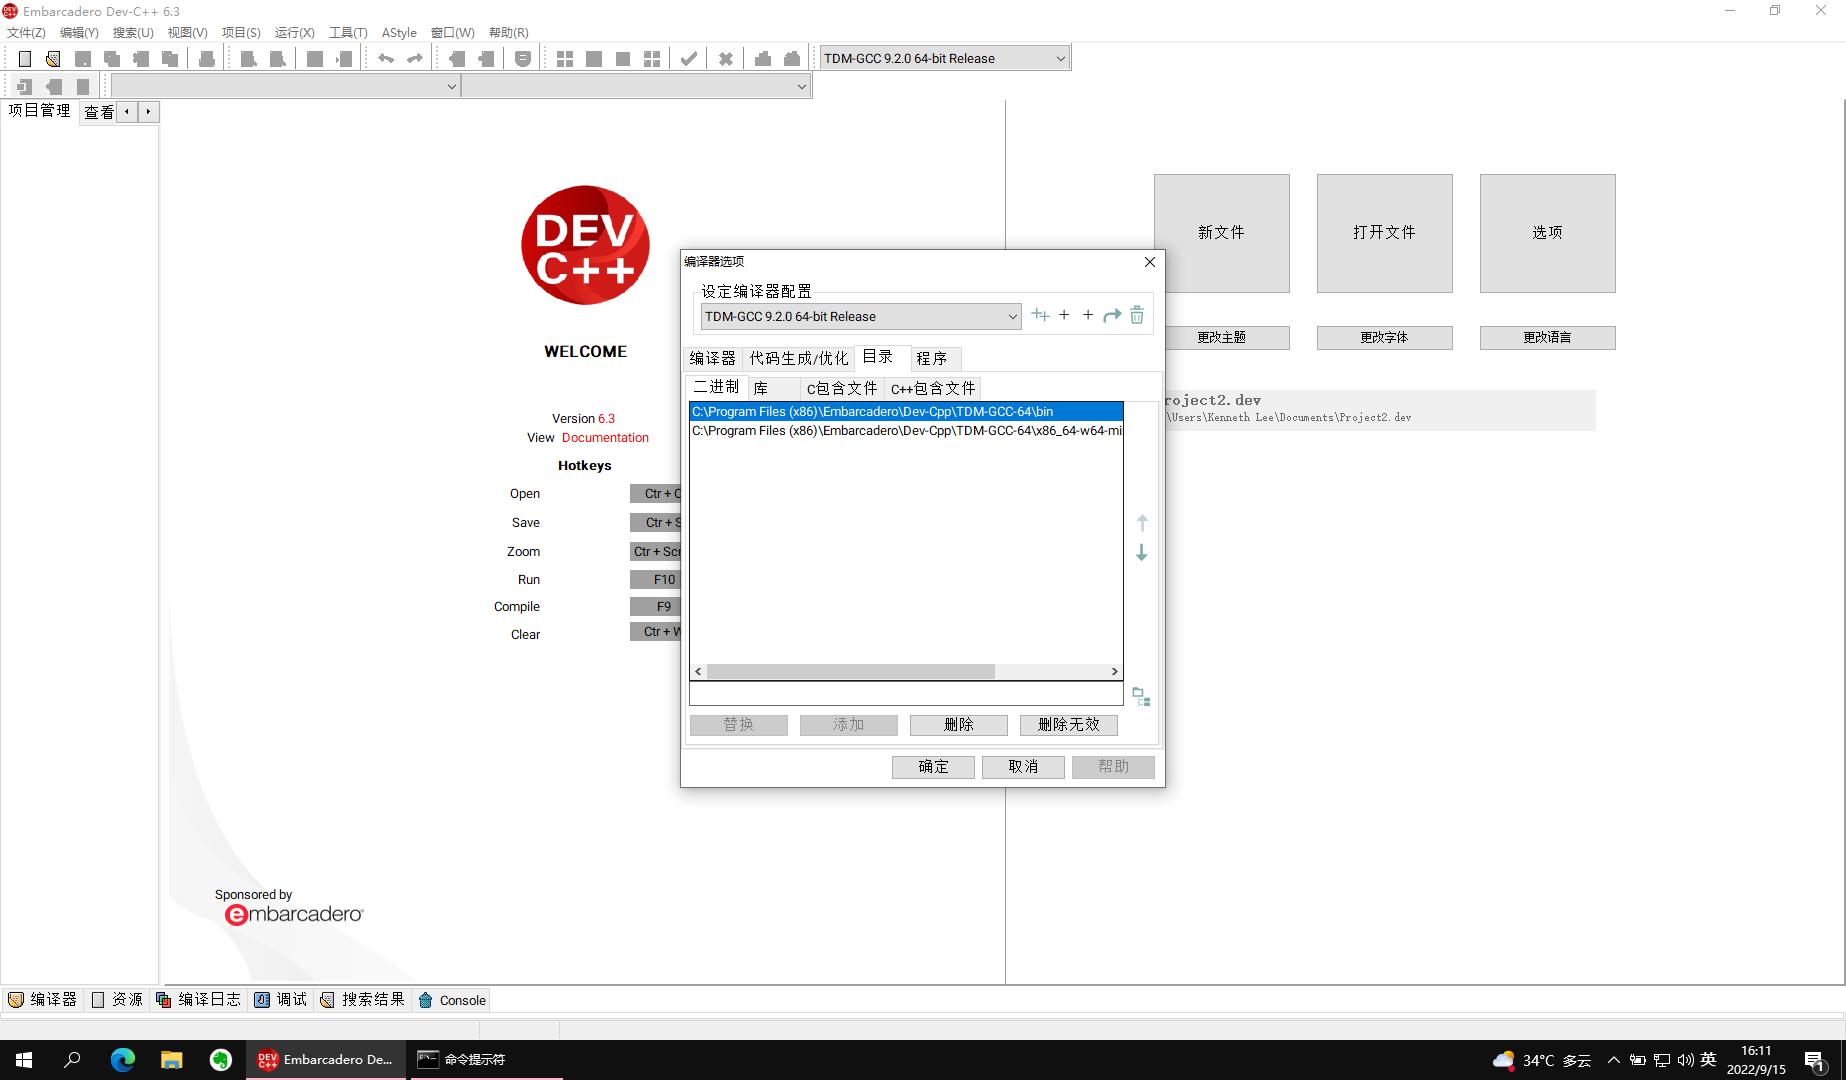 Embarcadero Dev-C++ 6.3
文件(Z) 编辑(Y) 搜索(U) 视图(V) 项目(S) 运行(X) 工具(T) AStyle 窗口(W) 帮助(R)
TDM-GCC 9.2.0 64-bit Release
项目管理 查看
DEV
C++
WELCOME
Version 6.3
View Documentation
Hotkeys
Open Ctr + 
Save Ctr + S
Zoom Ctr + Scr
Run F10
Compile F9
Clear Ctr + W
Sponsored by
embarcadero
新文件 打开文件 选项
更改主题 更改字体 更改语言
roject2.dev
\Users\Kenneth Lee\Documents\Project2.dev
编译器选项
设定编译器配置
TDM-GCC 9.2.0 64-bit Release
编译器 代码生成/优化 目录 程序
二进制 库 C包含文件 C++包含文件
C:\Program Files (x86)\Embarcadero\Dev-Cpp\TDM-GCC-64\bin
C:\Program Files (x86)\Embarcadero\Dev-Cpp\TDM-GCC-64\x86_64-w64-mi
替换 添加 删除 删除无效
确定 取消 帮助
编译器 资源 编译日志 调试 搜索结果 Console
DEV C++ Embarcadero De... 命令提示符 34°C 多云 英 16:11
2022/9/15 1